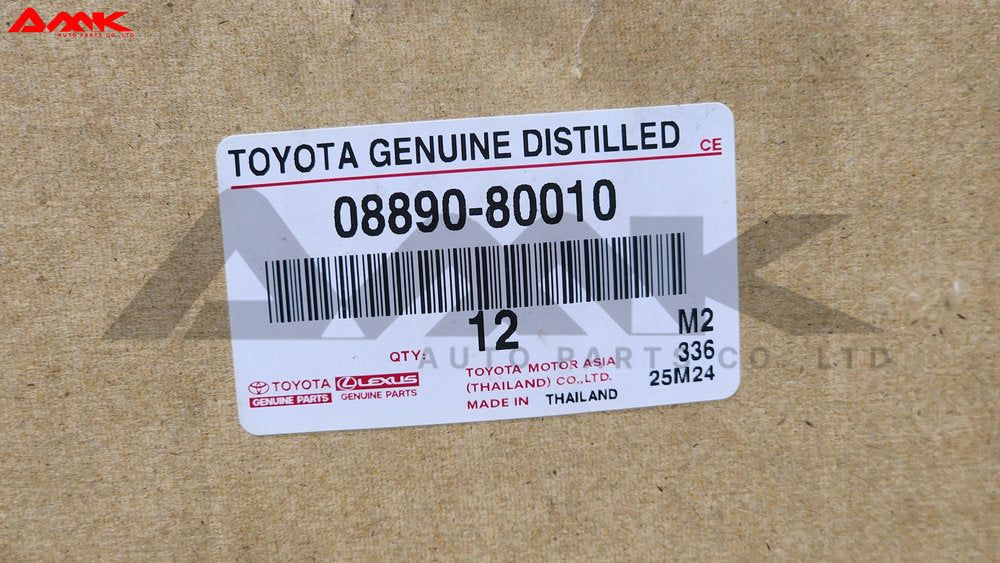 AMK
AUTO PARTS CO.,LTD
TOYOTA GENUINE DISTILLED CE
08890-80010
12
QTY:
M2
336
25M24
AUTO PARTS CO., LTD
TOYOTA
GENUINE PARTS
LEXUS
GENUINE PARTS
TOYOTA MOTOR ASIA
(THAILAND) CO.,LTD.
MADE IN THAILAND
AMK